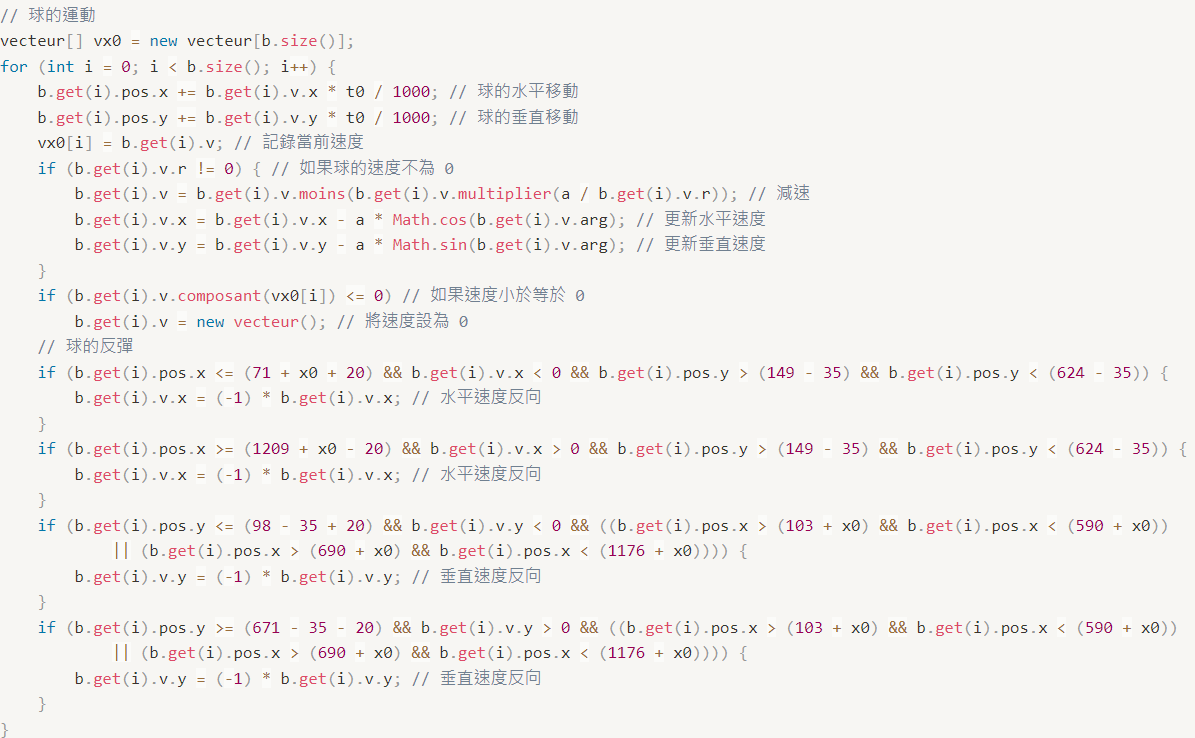 // 球的運動
vecteur[] vx0 = new vecteur[b.size()];
for (int i = 0; i < b.size(); i++) {
    b.get(i).pos.x += b.get(i).v.x * t0 / 1000; // 球的水平移動
    b.get(i).pos.y += b.get(i).v.y * t0 / 1000; // 球的垂直移動
    vx0[i] = b.get(i).v; // 記錄當前速度
    if (b.get(i).v.r != 0) { // 如果球的速度不為 0
        b.get(i).v = b.get(i).v.moins(b.get(i).v.multiplier(a / b.get(i).v.r)); // 減速
        b.get(i).v.x = b.get(i).v.x - a * Math.cos(b.get(i).v.arg); // 更新水平速度
        b.get(i).v.y = b.get(i).v.y - a * Math.sin(b.get(i).v.arg); // 更新垂直速度
    }
    if (b.get(i).v.composant(vx0[i]) <= 0) // 如果速度小於等於 0
        b.get(i).v = new vecteur(); // 將速度設為 0
    // 球的反彈
    if (b.get(i).pos.x <= (71 + x0 + 20) && b.get(i).v.x < 0 && b.get(i).pos.y > (149 - 35) && b.get(i).pos.y < (624 - 35)) {
        b.get(i).v.x = (-1) * b.get(i).v.x; // 水平速度反向
    }
    if (b.get(i).pos.x >= (1209 + x0 - 20) && b.get(i).v.x > 0 && b.get(i).pos.y > (149 - 35) && b.get(i).pos.y < (624 - 35)) {
        b.get(i).v.x = (-1) * b.get(i).v.x; // 水平速度反向
    }
    if (b.get(i).pos.y <= (98 - 35 + 20) && b.get(i).v.y < 0 && ((b.get(i).pos.x > (103 + x0) && b.get(i).pos.x < (590 + x0))
            || (b.get(i).pos.x > (690 + x0) && b.get(i).pos.x < (1176 + x0)))) {
        b.get(i).v.y = (-1) * b.get(i).v.y; // 垂直速度反向
    }
    if (b.get(i).pos.y >= (671 - 35 - 20) && b.get(i).v.y > 0 && ((b.get(i).pos.x > (103 + x0) && b.get(i).pos.x < (590 + x0))
            || (b.get(i).pos.x > (690 + x0) && b.get(i).pos.x < (1176 + x0)))) {
        b.get(i).v.y = (-1) * b.get(i).v.y; // 垂直速度反向
    }
}